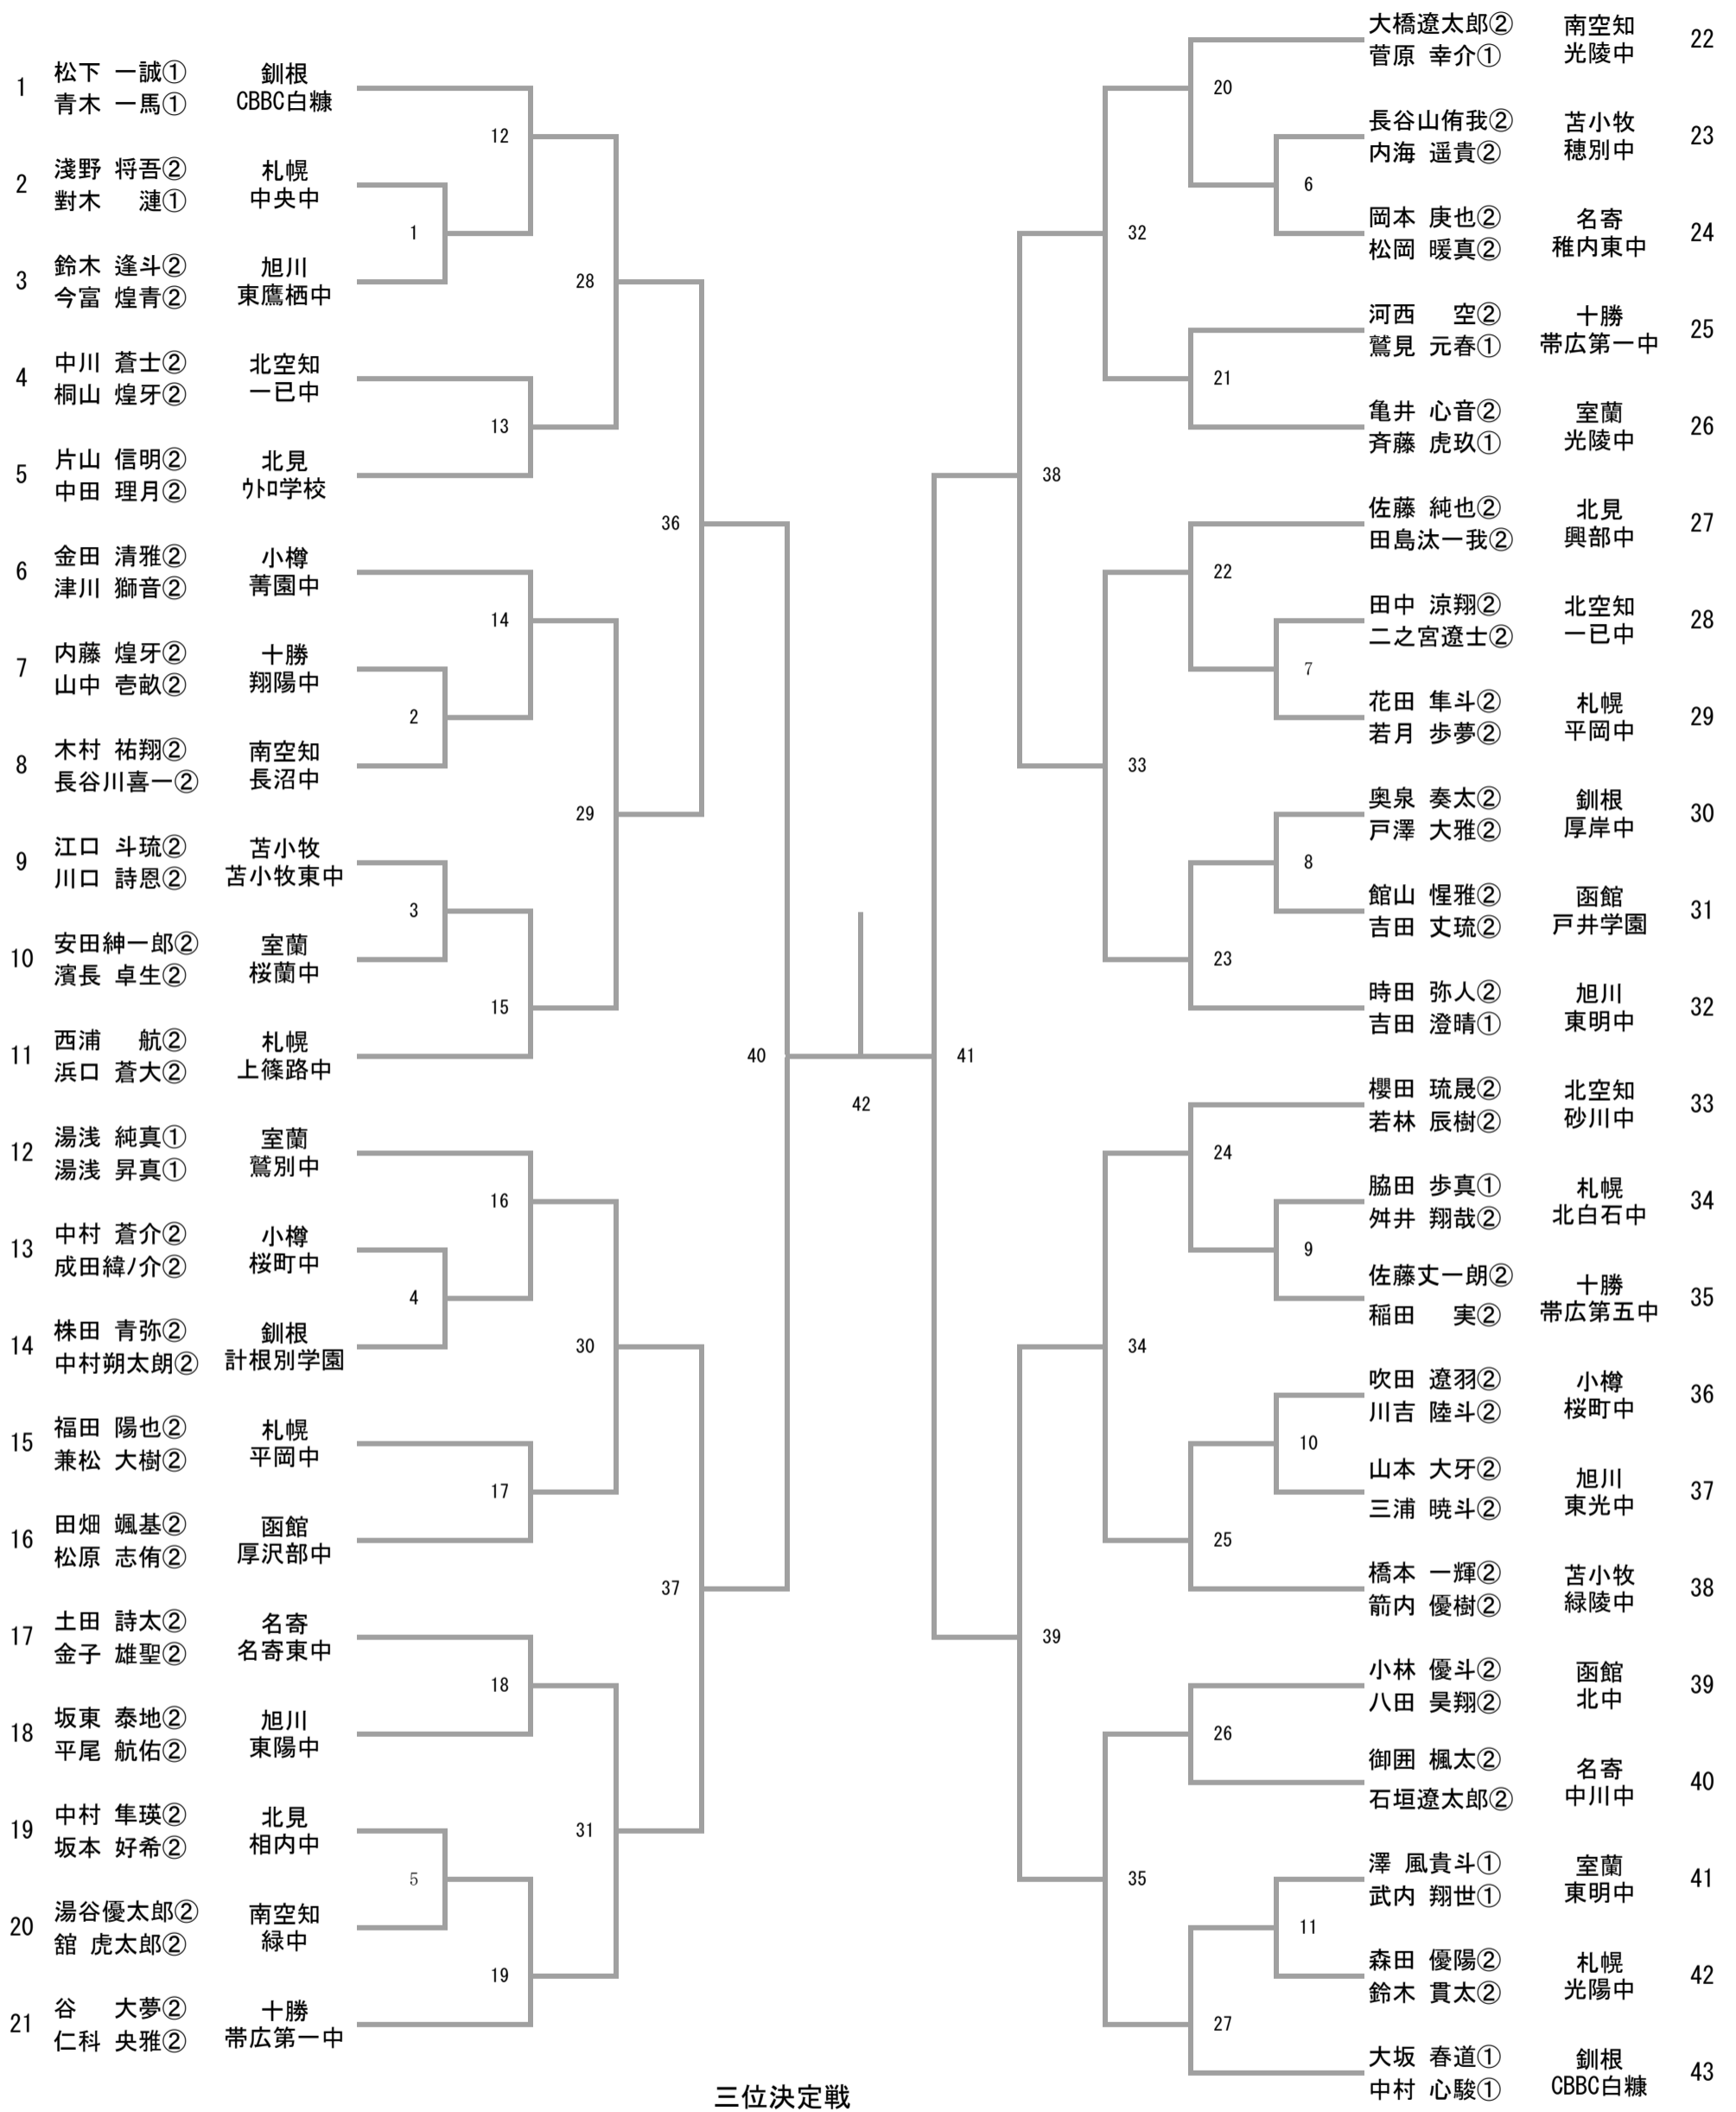 1 松下 一誠① 釧根
青木 一馬① CBBC白糠
2 淺野 将吾② 札幌
對木 漣① 中央中
3 鈴木 逢斗② 旭川
今富 煌青② 東鷹栖中
4 中川 蒼士② 北空知
桐山 煌牙② 一已中
5 片山 信明② 北見
中田 理月② ｳﾄﾛ学校
6 金田 清雅② 小樽
津川 獅音② 菁園中
7 内藤 煌牙② 十勝
山中 壱畝② 翔陽中
8 木村 祐翔② 南空知
長谷川喜一② 長沼中
9 江口 斗琉② 苫小牧
川口 詩恩② 苫小牧東中
10 安田紳一郎② 室蘭
濱長 卓生② 桜蘭中
11 西浦 航② 札幌
浜口 蒼大② 上篠路中
12 湯浅 純真① 室蘭
湯浅 昇真① 鷲別中
13 中村 蒼介② 小樽
成田緯ﾉ介② 桜町中
14 株田 青弥② 釧根
中村朔太朗② 計根別学園
15 福田 陽也② 札幌
兼松 大樹② 平岡中
16 田畑 颯基② 函館
松原 志侑② 厚沢部中
17 土田 詩太② 名寄
金子 雄聖② 名寄東中
18 坂東 泰地② 旭川
平尾 航佑② 東陽中
19 中村 隼瑛② 北見
坂本 好希② 相内中
20 湯谷優太郎② 南空知
舘 虎太郎② 緑中
21 谷 大夢② 十勝
仁科 央雅② 帯広第一中
12
1
28
13
36
14
2
29
3
15
40
16
4
30
17
37
18
31
5
19
42
41
20
6
32
21
38
22
7
33
8
23
24
9
34
10
25
39
26
35
11
27
大橋遼太郎② 南空知 22
菅原 幸介① 光陵中
長谷山侑我② 苫小牧 23
内海 遥貴② 穂別中
岡本 庚也② 名寄 24
松岡 暖真② 稚内東中
河西 空② 十勝 25
鷲見 元春① 帯広第一中
亀井 心音② 室蘭 26
斉藤 虎玖① 光陵中
佐藤 純也② 北見 27
田島汰一我② 興部中
田中 涼翔② 北空知 28
二之宮遼士② 一已中
花田 隼斗② 札幌 29
若月 歩夢② 平岡中
奥泉 奏太② 釧根 30
戸澤 大雅② 厚岸中
館山 惺雅② 函館 31
吉田 丈琉② 戸井学園
時田 弥人② 旭川 32
吉田 澄晴① 東明中
櫻田 琉晟② 北空知 33
若林 辰樹② 砂川中
脇田 歩真① 札幌 34
舛井 翔哉② 北白石中
佐藤丈一朗② 十勝 35
稲田 実② 帯広第五中
吹田 遼羽② 小樽 36
川吉 陸斗② 桜町中
山本 大牙② 旭川 37
三浦 暁斗② 東光中
橋本 一輝② 苫小牧 38
箭内 優樹② 緑陵中
小林 優斗② 函館 39
八田 昊翔② 北中
御囲 楓太② 名寄 40
石垣遼太郎② 中川中
澤 風貴斗① 室蘭 41
武内 翔世① 東明中
森田 優陽② 札幌 42
鈴木 貫太② 光陽中
大坂 春道① 釧根 43
中村 心駿① CBBC白糠
三位決定戦